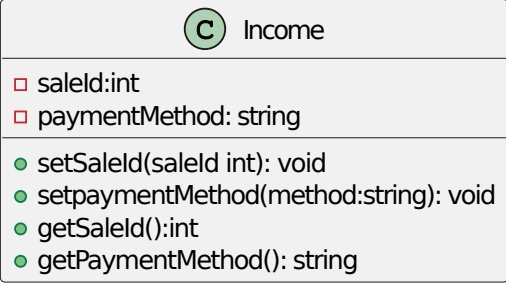 C Income
saleId:int
paymentMethod: string
setSaleId(saleId int): void
setpaymentMethod(method:string): void
getSaleId():int
getPaymentMethod(): string